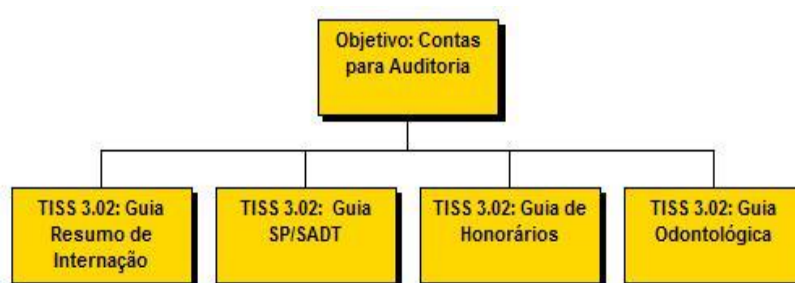 Objetivo: Contas
para Auditoria
TISS 3.02: Guia
Resumo de
Internação
TISS 3.02: Guia
SP/SADT
TISS 3.02: Guia de
Honorários
TISS 3.02: Guia
Odontológica